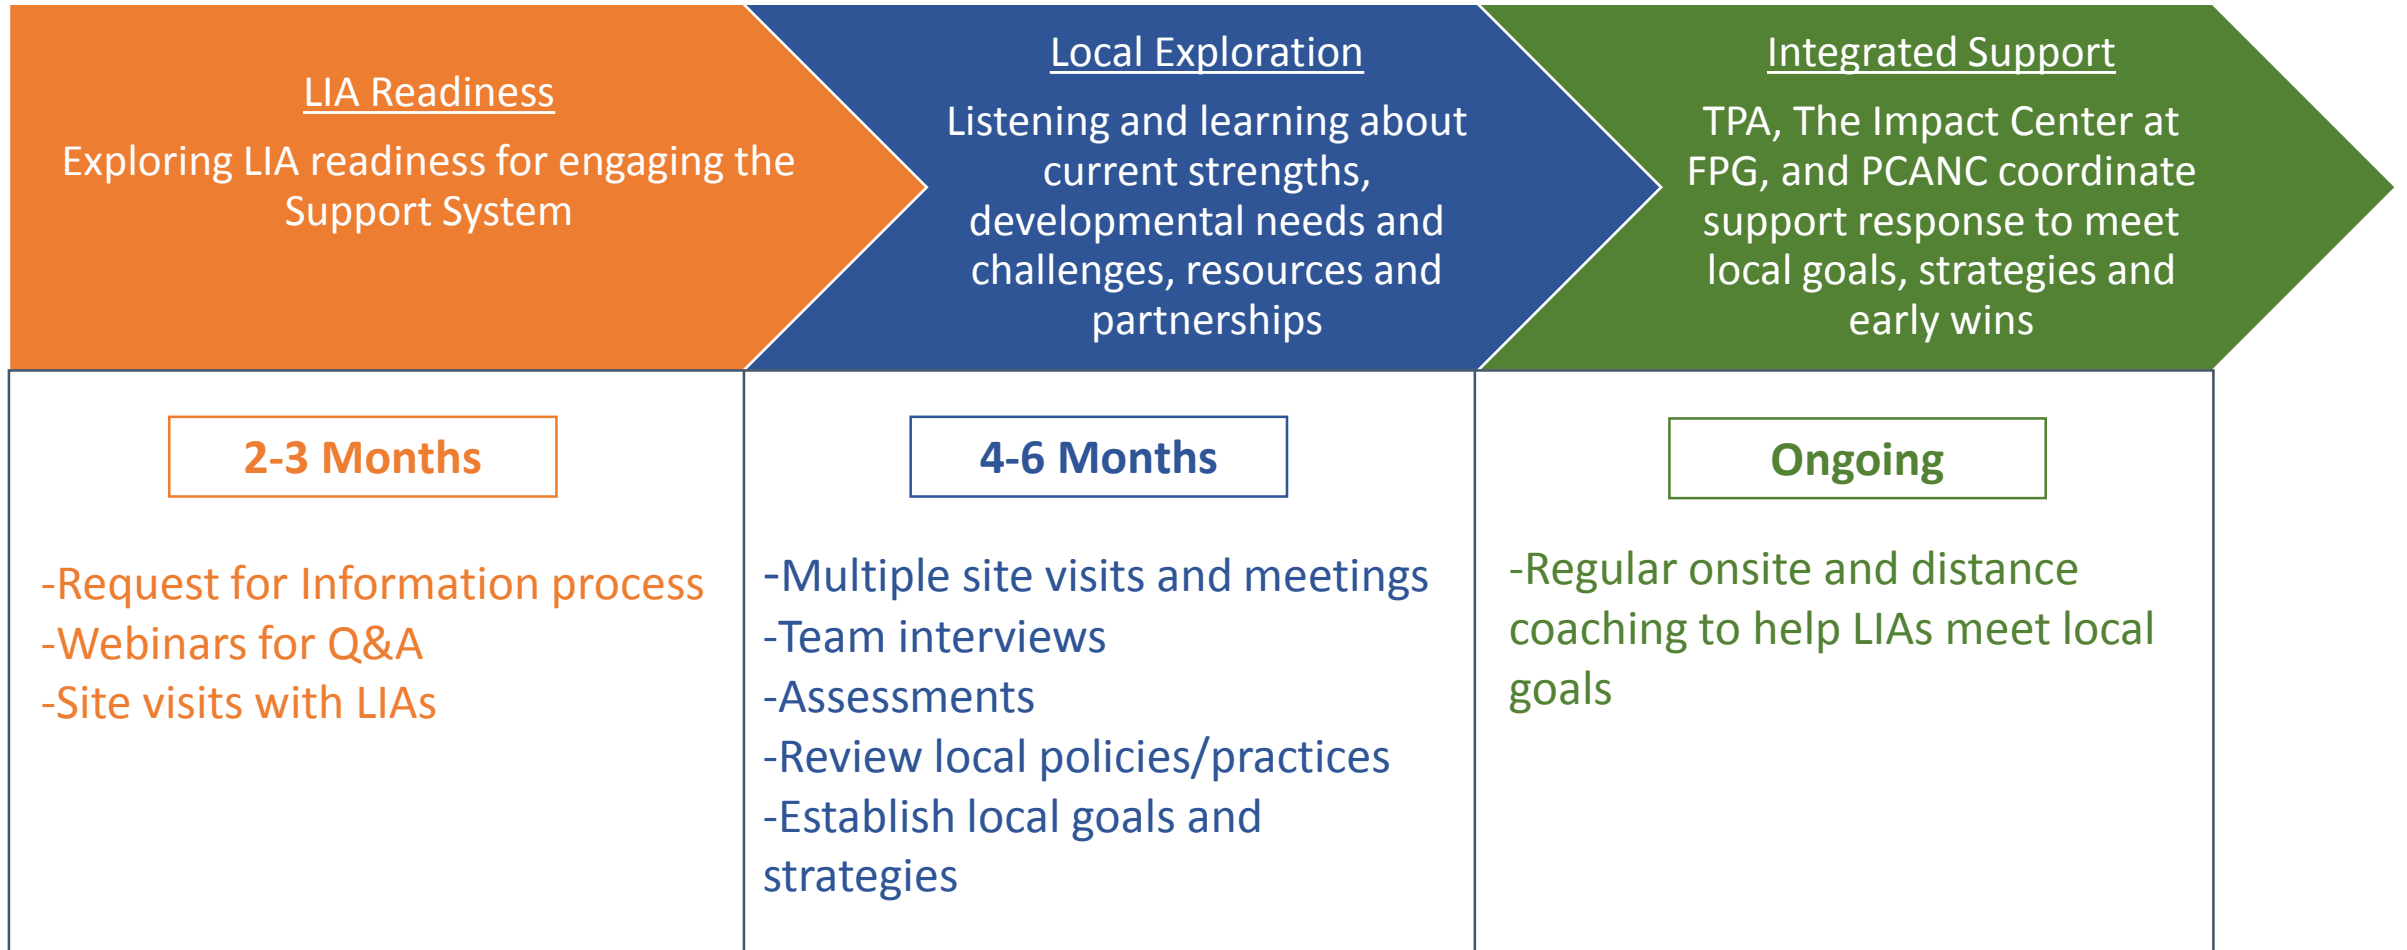 LIA Readiness
Exploring LIA readiness for engaging the
Support System
Local Exploration
Listening and learning about
current strengths,
developmental needs and
challenges, resources and
partnerships
Integrated Support
TPA, The Impact Center at
FPG, and PCANC coordinate
support response to meet
local goals, strategies and
early wins
2-3 Months
-Request for Information process
-Webinars for Q&A
-Site visits with LIAs
4-6 Months
-Multiple site visits and meetings
-Team interviews
-Assessments
-Review local policies/practices
-Establish local goals and
strategies
Ongoing
-Regular onsite and distance
coaching to help LIAs meet local
goals